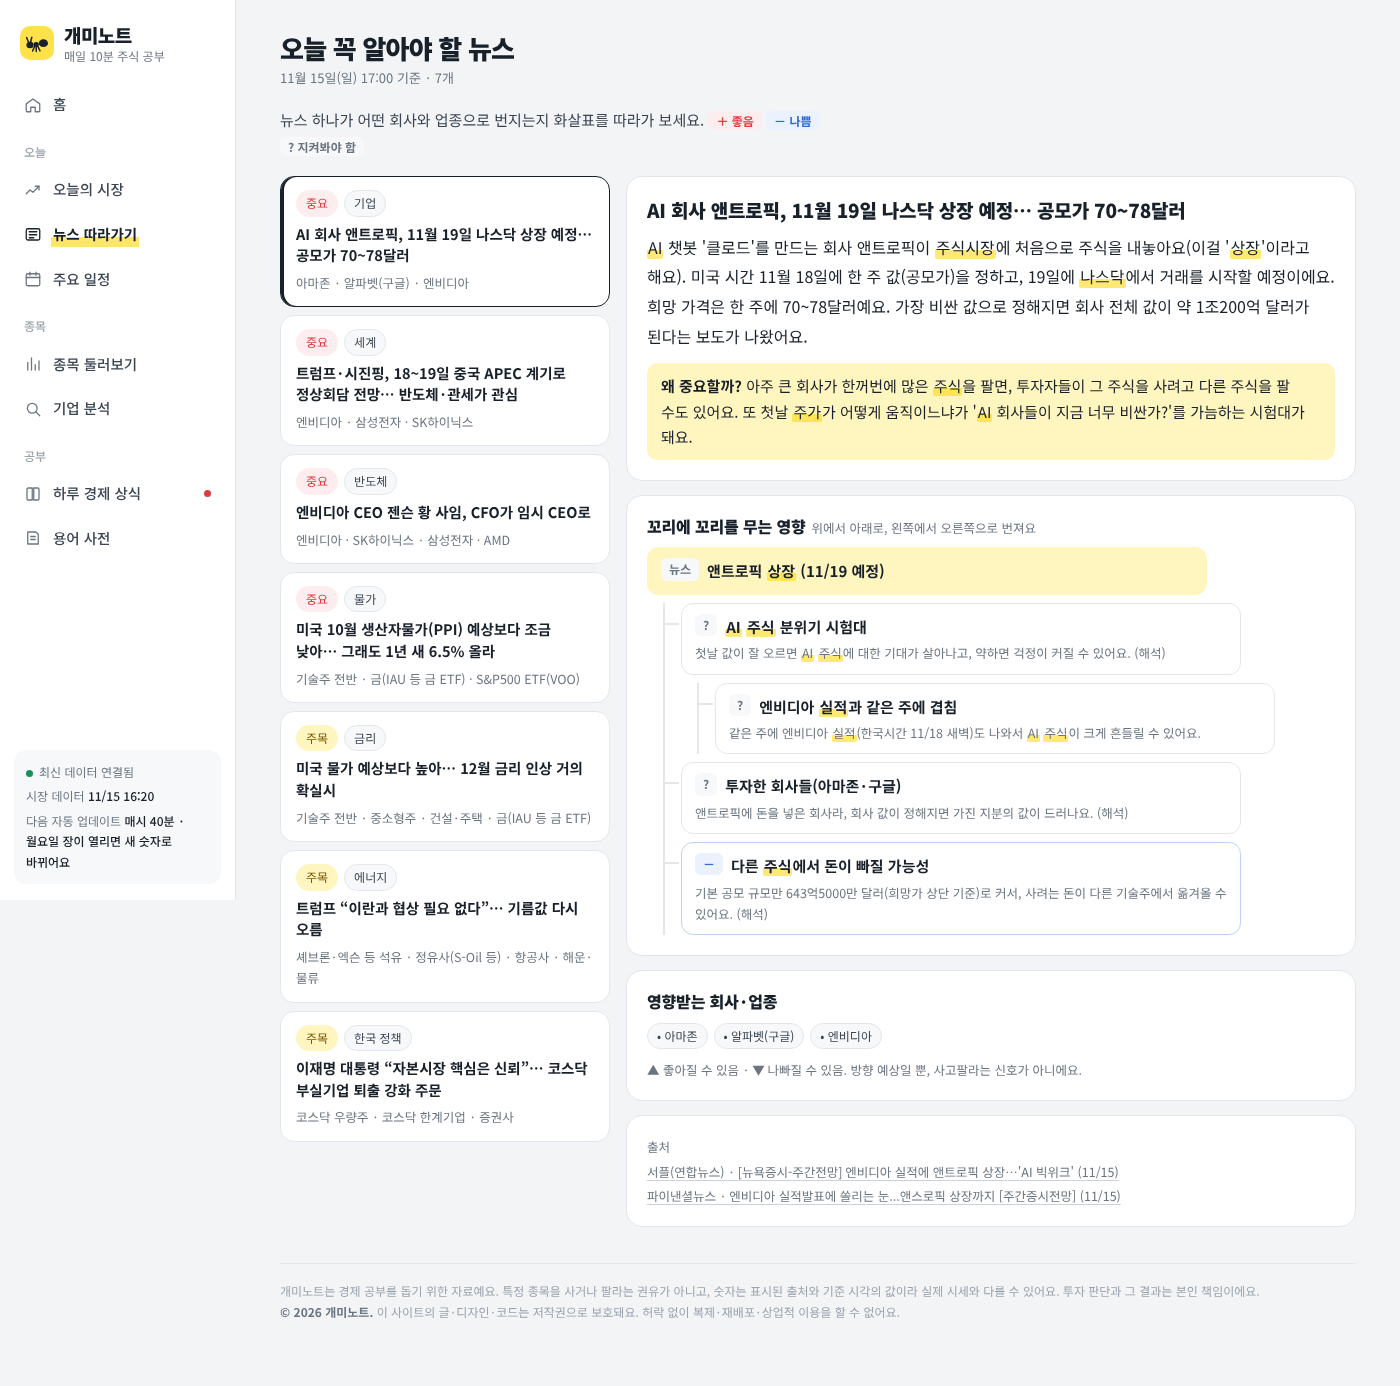 개미노트
매일 10분 주식 공부
홈
오늘
오늘의 시장
뉴스 따라가기
주요 일정
종목
종목 둘러보기
기업 분석
공부
하루 경제 상식
용어 사전
최신 데이터 연결됨
시장 데이터 11/15 16:20
다음 자동 업데이트 매시 40분 ·
월요일 장이 열리면 새 숫자로
바뀌어요
오늘 꼭 알아야 할 뉴스
11월 15일(일) 17:00 기준 · 7개
뉴스 하나가 어떤 회사와 업종으로 번지는지 화살표를 따라가 보세요. + 좋음 − 나쁨
? 지켜봐야 함
중요 기업
AI 회사 앤트로픽, 11월 19일 나스닥 상장 예정…
공모가 70~78달러
아마존 · 알파벳(구글) · 엔비디아
중요 세계
트럼프·시진핑, 18~19일 중국 APEC 계기로
정상회담 전망… 반도체·관세가 관심
엔비디아 · 삼성전자 · SK하이닉스
중요 반도체
엔비디아 CEO 젠슨 황 사임, CFO가 임시 CEO로
엔비디아 · SK하이닉스 · 삼성전자 · AMD
중요 물가
미국 10월 생산자물가(PPI) 예상보다 조금
낮아… 그래도 1년 새 6.5% 올라
기술주 전반 · 금(IAU 등 금 ETF) · S&P500 ETF(VOO)
주목 금리
미국 물가 예상보다 높아… 12월 금리 인상 거의
확실시
기술주 전반 · 중소형주 · 건설·주택 · 금(IAU 등 금 ETF)
주목 에너지
트럼프 “이란과 협상 필요 없다”… 기름값 다시
오름
셰브론·엑슨 등 석유 · 정유사(S-Oil 등) · 항공사 · 해운·
물류
주목 한국 정책
이재명 대통령 “자본시장 핵심은 신뢰”… 코스닥
부실기업 퇴출 강화 주문
코스닥 우량주 · 코스닥 한계기업 · 증권사
AI 회사 앤트로픽, 11월 19일 나스닥 상장 예정… 공모가 70~78달러
AI 챗봇 '클로드'를 만드는 회사 앤트로픽이 주식시장에 처음으로 주식을 내놓아요(이걸 '상장'이라고
해요). 미국 시간 11월 18일에 한 주 값(공모가)을 정하고, 19일에 나스닥에서 거래를 시작할 예정이에요.
희망 가격은 한 주에 70~78달러예요. 가장 비싼 값으로 정해지면 회사 전체 값이 약 1조200억 달러가
된다는 보도가 나왔어요.
왜 중요할까? 아주 큰 회사가 한꺼번에 많은 주식을 팔면, 투자자들이 그 주식을 사려고 다른 주식을 팔
수도 있어요. 또 첫날 주가가 어떻게 움직이느냐가 'AI 회사들이 지금 너무 비싼가?'를 가늠하는 시험대가
돼요.
꼬리에 꼬리를 무는 영향 위에서 아래로, 왼쪽에서 오른쪽으로 번져요
뉴스 앤트로픽 상장 (11/19 예정)
? AI 주식 분위기 시험대
첫날 값이 잘 오르면 AI 주식에 대한 기대가 살아나고, 약하면 걱정이 커질 수 있어요. (해석)
? 엔비디아 실적과 같은 주에 겹침
같은 주에 엔비디아 실적(한국시간 11/18 새벽)도 나와서 AI 주식이 크게 흔들릴 수 있어요.
? 투자한 회사들(아마존·구글)
앤트로픽에 돈을 넣은 회사라, 회사 값이 정해지면 가진 지분의 값이 드러나요. (해석)
− 다른 주식에서 돈이 빠질 가능성
기본 공모 규모만 643억5000만 달러(희망가 상단 기준)로 커서, 사려는 돈이 다른 기술주에서 옮겨올 수
있어요. (해석)
영향받는 회사·업종
• 아마존 • 알파벳(구글) • 엔비디아
▲ 좋아질 수 있음 · ▼ 나빠질 수 있음. 방향 예상일 뿐, 사고팔라는 신호가 아니에요.
출처
서플(연합뉴스) · [뉴욕증시-주간전망] 엔비디아 실적에 앤트로픽 상장…'AI 빅위크' (11/15)
파이낸셜뉴스 · 엔비디아 실적발표에 쏠리는 눈...앤스로픽 상장까지 [주간증시전망] (11/15)
개미노트는 경제 공부를 돕기 위한 자료예요. 특정 종목을 사거나 팔라는 권유가 아니고, 숫자는 표시된 출처와 기준 시각의 값이라 실제 시세와 다를 수 있어요. 투자 판단과 그 결과는 본인 책임이에요.
© 2026 개미노트. 이 사이트의 글·디자인·코드는 저작권으로 보호돼요. 허락 없이 복제·재배포·상업적 이용을 할 수 없어요.